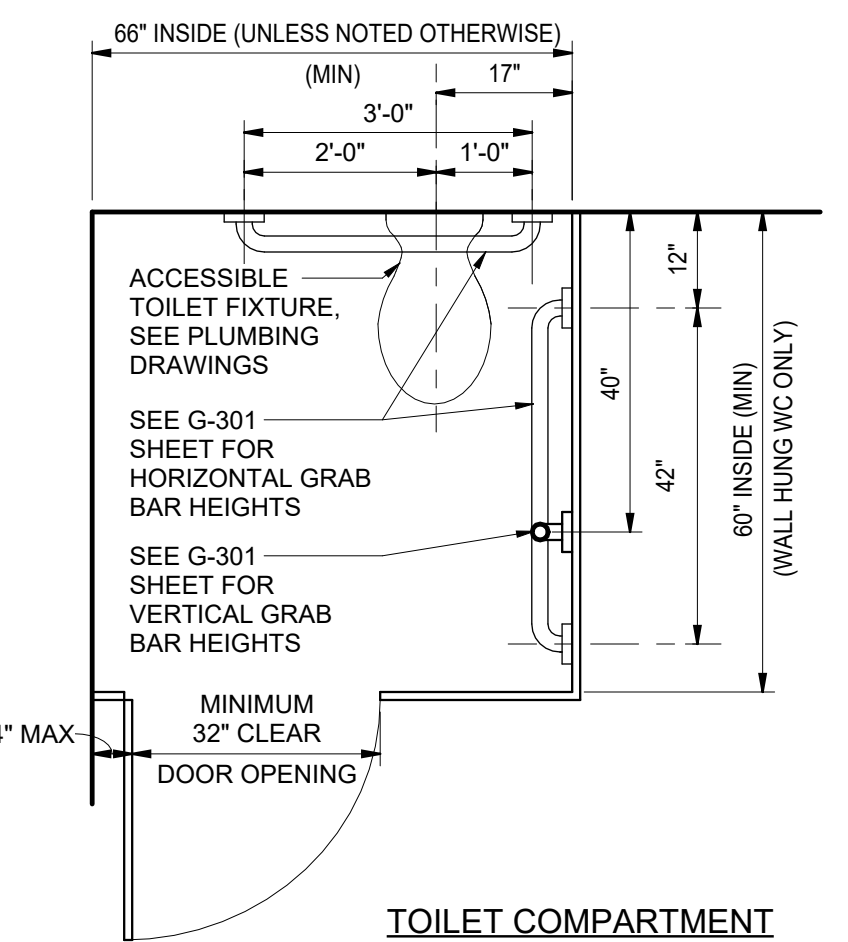 66" INSIDE (UNLESS NOTED OTHERWISE)
(MIN)
17"
3'-0"
2'-0"
1'-0"
ACCESSIBLE
TOILET FIXTURE,
SEE PLUMBING
DRAWINGS
SEE G-301
SHEET FOR
HORIZONTAL GRAB
BAR HEIGHTS
SEE G-301
SHEET FOR
VERTICAL GRAB
BAR HEIGHTS
12"
40"
42"
60" INSIDE (MIN)
(WALL HUNG WC ONLY)
MINIMUM
32" CLEAR
DOOR OPENING
4" MAX
TOILET COMPARTMENT